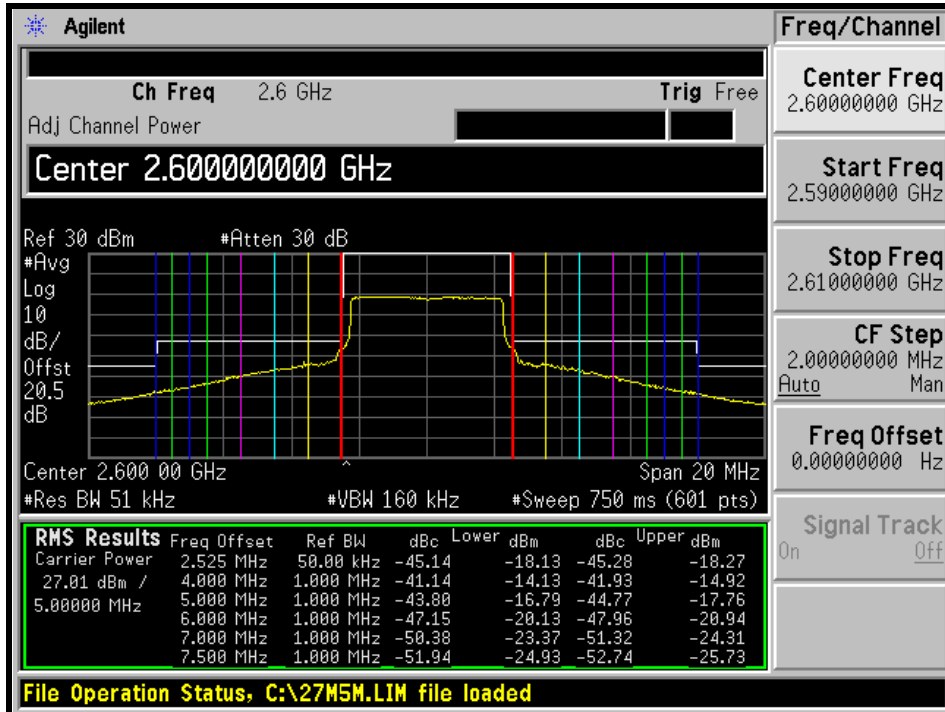 Agilent
Freq/Channel
Ch Freq 2.6 GHz Trig Free
Adj Channel Power
Center 2.600000000 GHz
Center Freq
2.60000000 GHz
Start Freq
2.59000000 GHz
Stop Freq
2.61000000 GHz
CF Step
2.00000000 MHz
Auto Man
Freq Offset
0.00000000 Hz
Signal Track
On Off
Ref 30 dBm #Atten 30 dB
#Avg
Log
10
dB/
Offst
20.5
dB
Center 2.600 00 GHz Span 20 MHz
#Res BW 51 kHz #VBW 160 kHz #Sweep 750 ms (601 pts)
RMS Results Freq Offset Ref BW dBc Lower dBm dBc Upper dBm
Carrier Power 2.525 MHz 50.00 kHz -45.14 -18.13 -45.28 -18.27
27.01 dBm / 4.000 MHz 1.000 MHz -41.14 -14.13 -41.93 -14.92
5.00000 MHz 5.000 MHz 1.000 MHz -43.80 -16.79 -44.77 -17.76
6.000 MHz 1.000 MHz -47.15 -20.13 -47.96 -20.94
7.000 MHz 1.000 MHz -50.38 -23.37 -51.32 -24.31
7.500 MHz 1.000 MHz -51.94 -24.93 -52.74 -25.73
File Operation Status, C:\27M5M.LIM file loaded